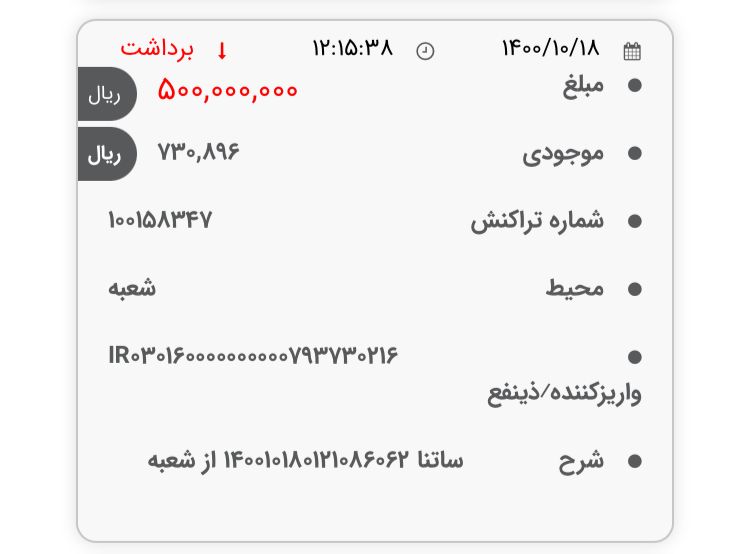 ۱۴۰۰/۱۰/۱۸ ۱۲:۱۵:۳۸ برداشت
مبلغ ۵۰۰,۰۰۰,۰۰۰ ریال
موجودی ۷۳۰,۸۹۶ ریال
شماره تراکنش ۱۰۰۱۵۸۳۴۷
محیط شعبه
IR۰۳۰۱۶۰۰۰۰۰۰۰۰۰۰۷۹۳۷۳۰۲۱۶
واریزکننده/ذینفع
شرح ساتنا ۱۴۰۰۱۰۱۸۰۱۲۱۰۸۶۰۶۲ از شعبه